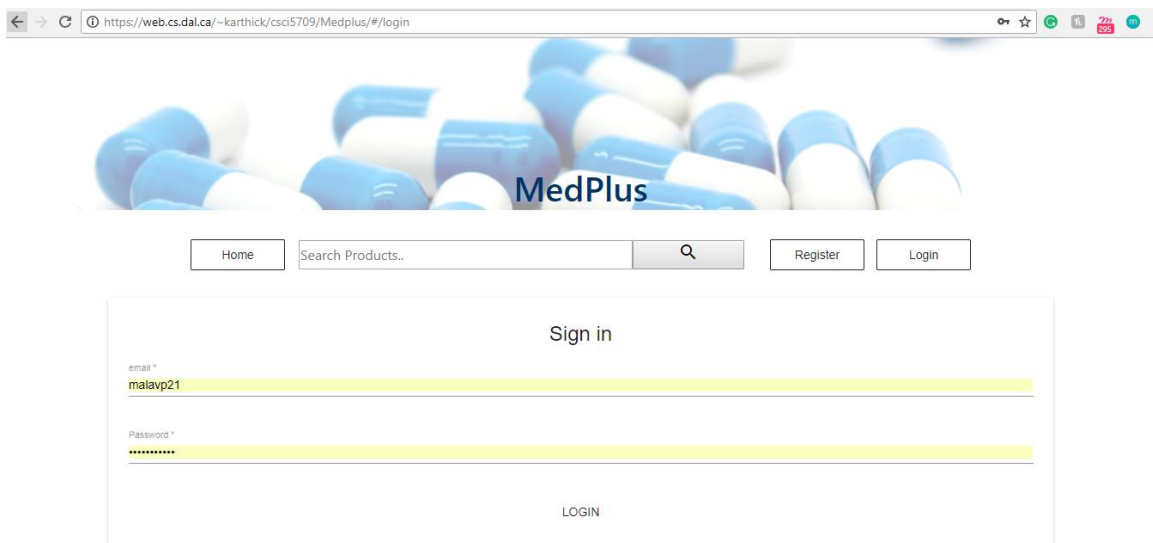 https://web.cs.dal.ca/~karthick/csci5709/Medplus/#/login
295
m
MedPlus
Home
Search Products..
Register
Login
Sign in
email *
malavp21
Password *
•••••••••••
LOGIN